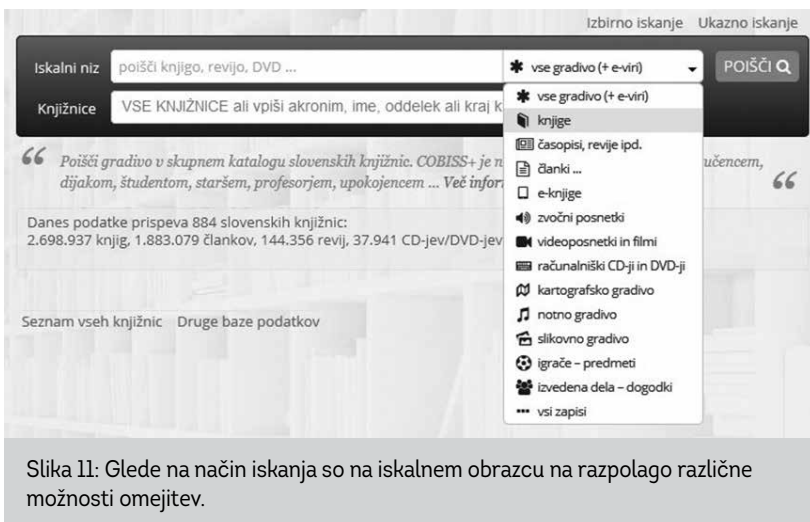 Izbirno iskanje Ukazno iskanje
Iskalni niz poišči knjigo, revijo, DVD ... vse gradivo (+ e-viri) POIŠČI
Knjižnice VSE KNJIŽNICE ali vpiši akronim, ime, oddelek ali kraj k
vse gradivo (+ e-viri)
knjige
časopisi, revije ipd.
članki ...
e-knjige
zvočni posnetki
videoposnetki in filmi
računalniški CD-ji in DVD-ji
kartografsko gradivo
notno gradivo
slikovno gradivo
igrače – predmeti
izvedena dela – dogodki
vsi zapisi
“ Poišči gradivo v skupnem katalogu slovenskih knjižnic. COBISS+ je n učencem,
dijakom, študentom, staršem, profesorjem, upokojencem ... Več infor “
Danes podatke prispeva 884 slovenskih knjižnic:
2.698.937 knjig, 1.883.079 člankov, 144.356 revij, 37.941 CD-jev/DVD-jev
Seznam vseh knjižnic Druge baze podatkov
Slika 11: Glede na način iskanja so na iskalnem obrazcu na razpolago različne
možnosti omejitev.